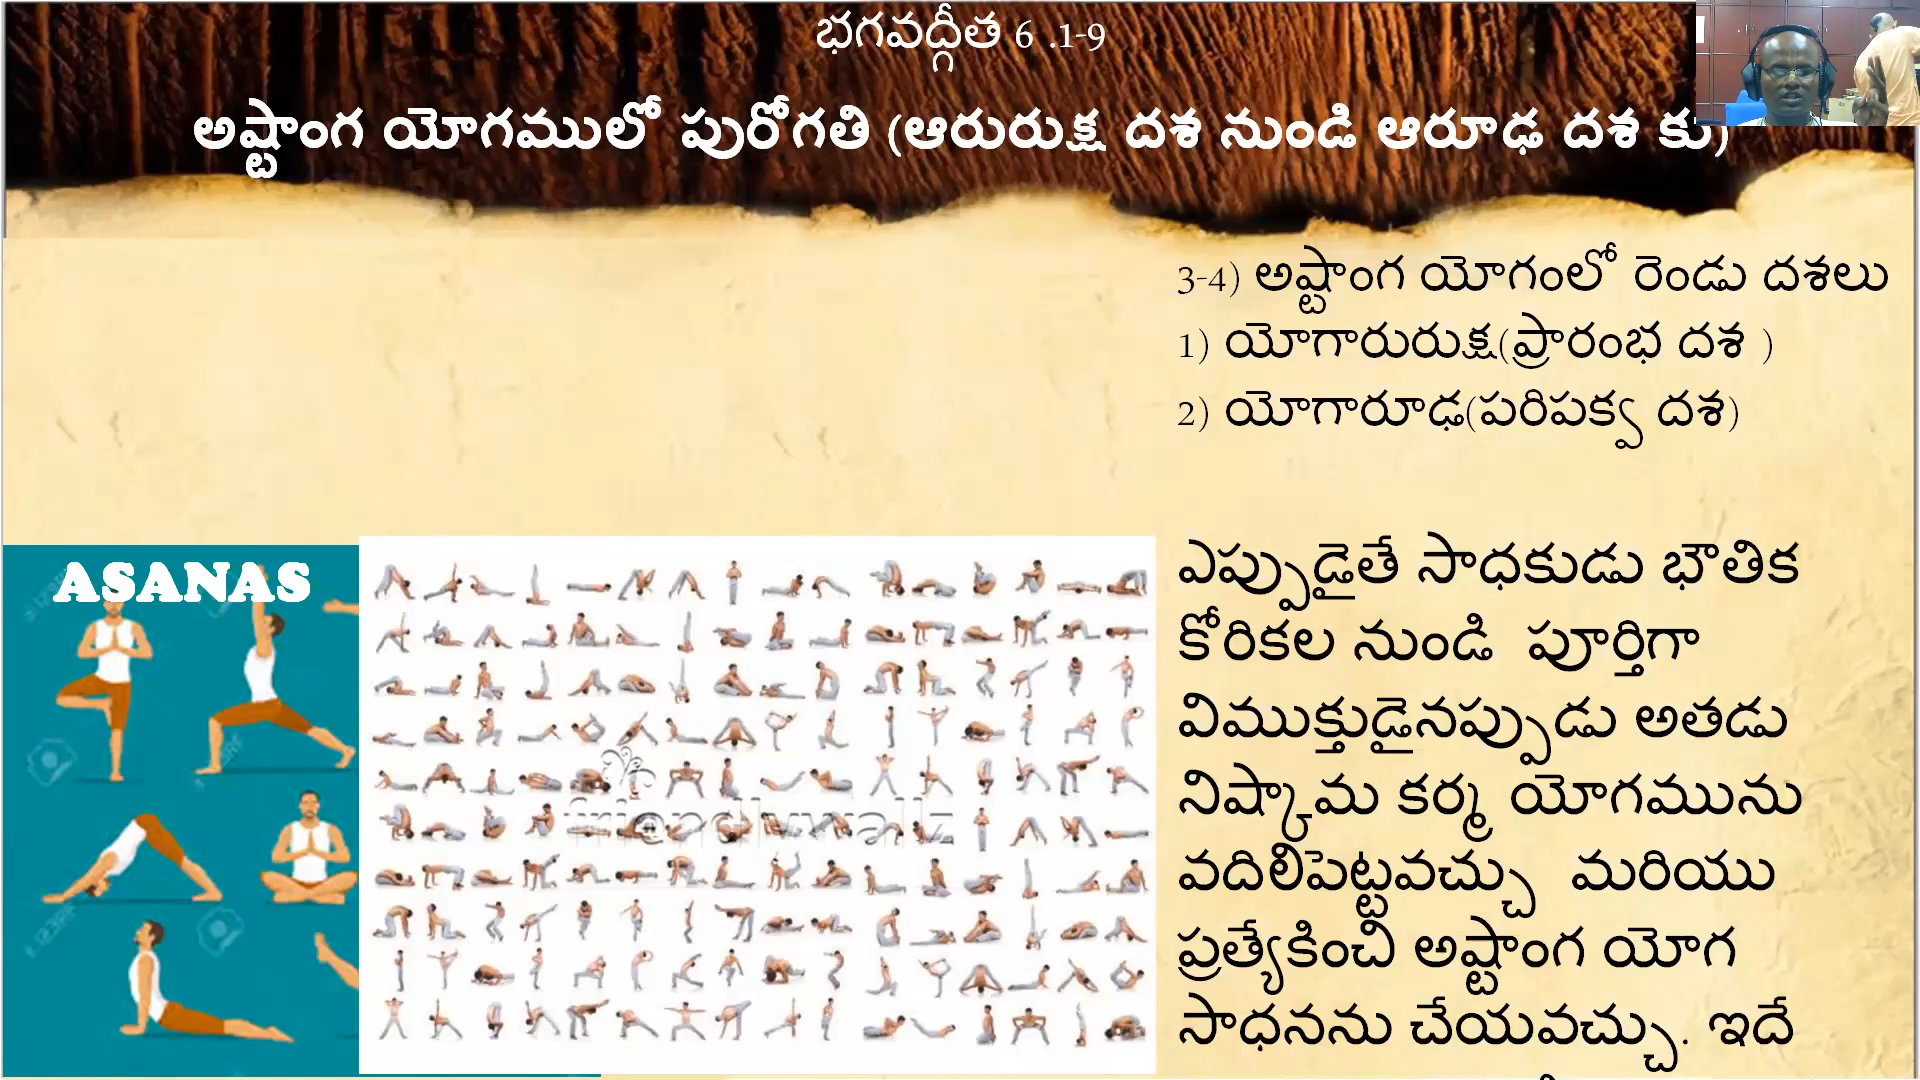 భగవద్గీత 6 .1-9
అష్టాంగ యోగములో పురోగతి (ఆరురుక్ష దశ నుండి ఆరూఢ దశ కు)
3-4) అష్టాంగ యోగంలో రెండు దశలు
1) యోగారురుక్ష(ప్రారంభ దశ )
2) యోగారూఢ(పరిపక్వ దశ)
ASANAS
friendlywallz
ఎప్పుడైతే సాధకుడు భౌతిక
కోరికల నుండి పూర్తిగా
విముక్తుడైనప్పుడు అతడు
నిష్కామ కర్మ యోగమును
వదిలిపెట్టవచ్చు మరియు
ప్రత్యేకించి అష్టాంగ యోగ
సాధనను చేయవచ్చు. ఇదే